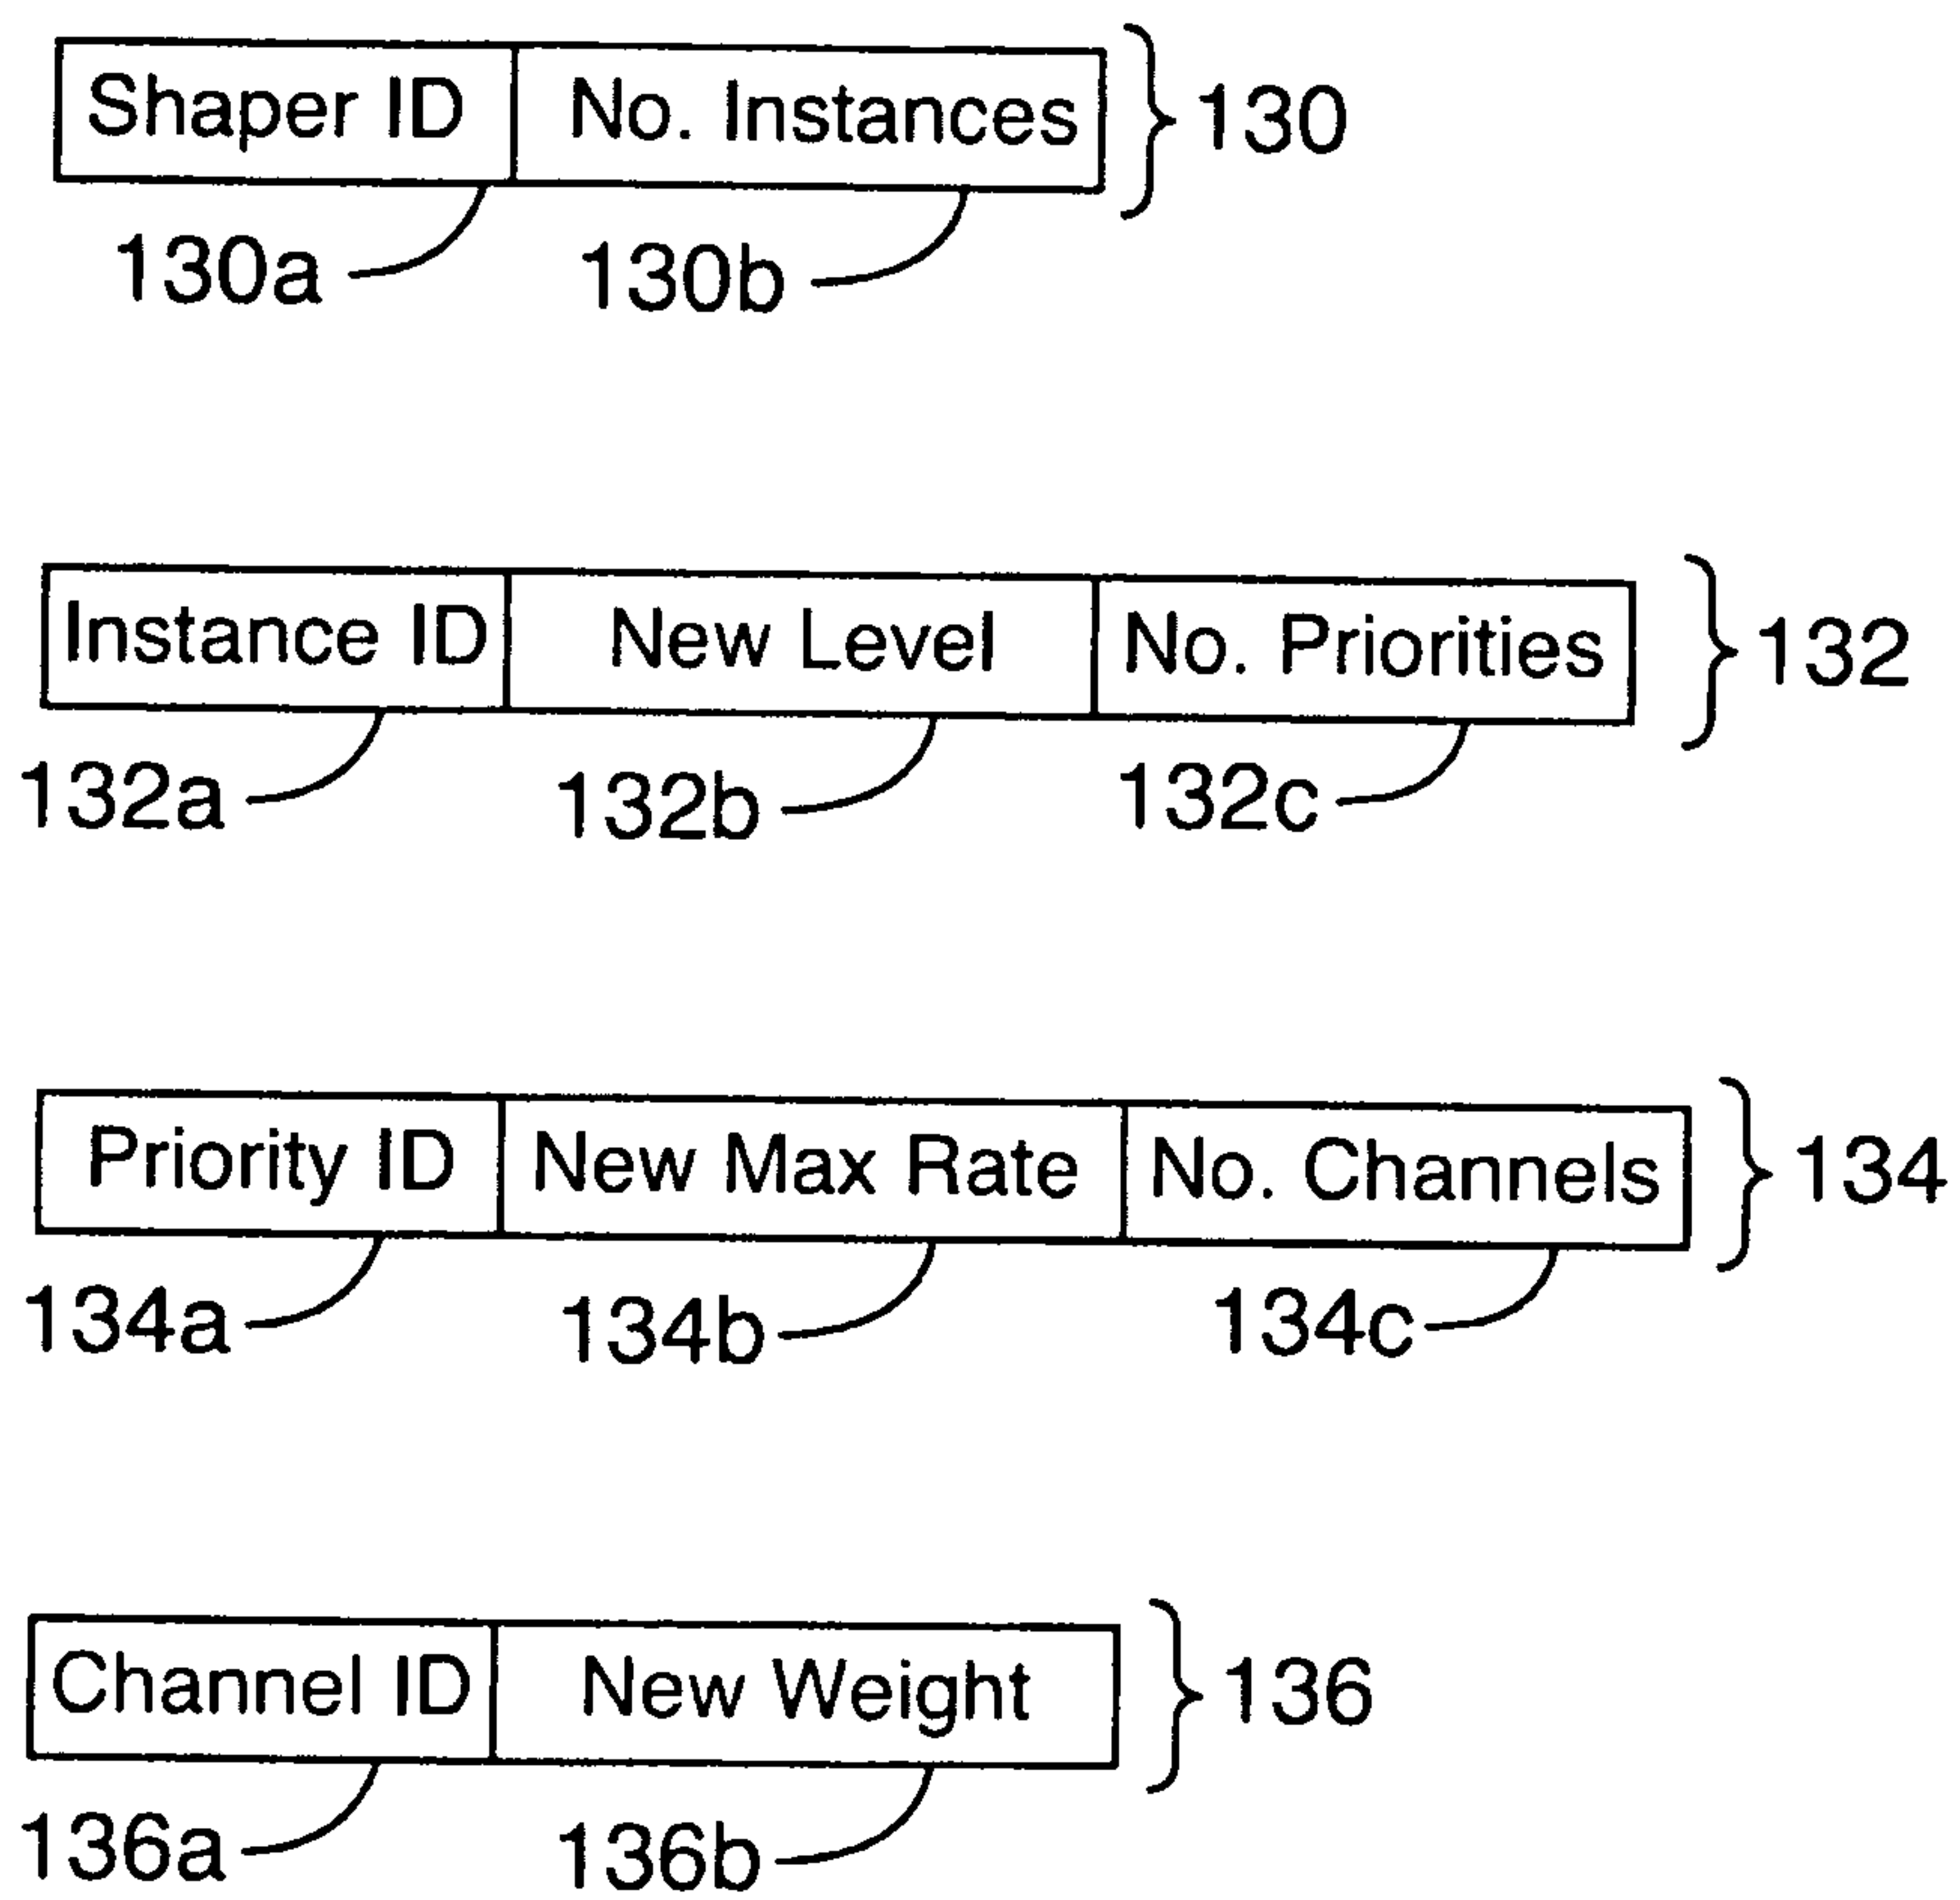 Shaper ID No. Instances 130
130a 130b
Instance ID New Level No. Priorities 132
132a 132b 132c
Priority ID New Max Rate No. Channels 134
134a 134b 134c
Channel ID New Weight 136
136a 136b